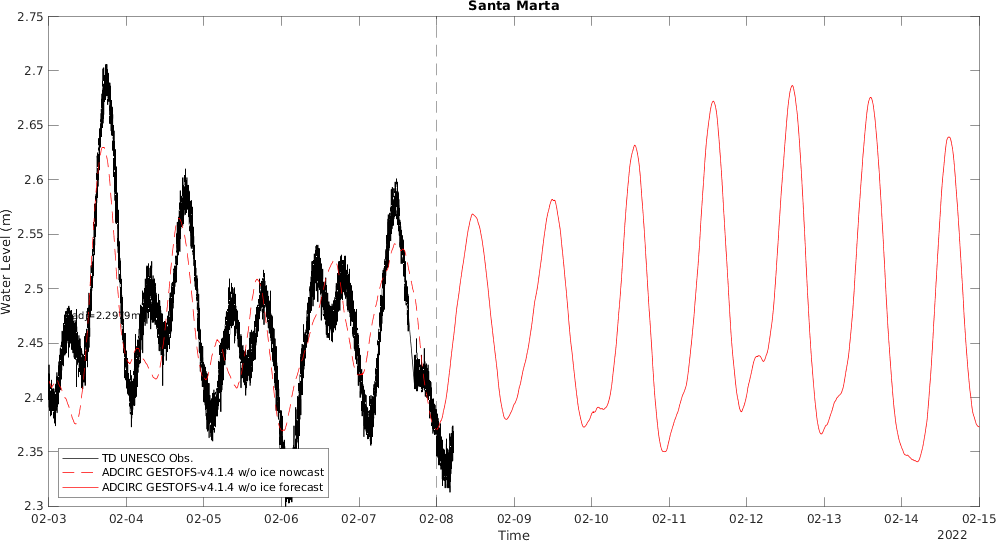 Santa Marta
2.75
2.7
2.65
2.6
2.55
2.5
2.45
2.4
2.35
2.3
Water Level (m)
TD UNESCO Obs.
ADCIRC GESTOFS-v4.1.4 w/o ice nowcast
ADCIRC GESTOFS-v4.1.4 w/o ice forecast
02-03 02-04 02-05 02-06 02-07 02-08 02-09 02-10 02-11 02-12 02-13 02-14 02-15
Time
2022